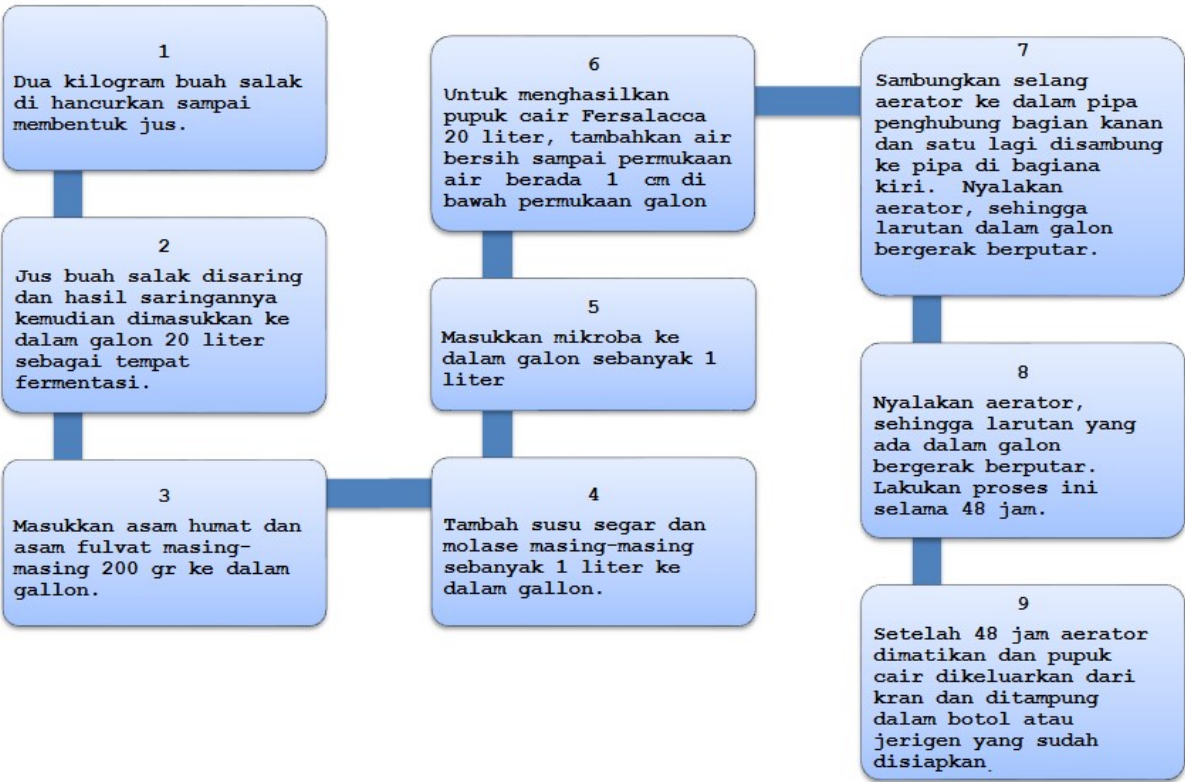 1
Dua kilogram buah salak
di hancurkan sampai
membentuk jus.
2
Jus buah salak disaring
dan hasil saringannya
kemudian dimasukkan ke
dalam galon 20 liter
sebagai tempat
fermentasi.
3
Masukkan asam humat dan
asam fulvat masing-
masing 200 gr ke dalam
gallon.
4
Tambah susu segar dan
molase masing-masing
sebanyak 1 liter ke
dalam gallon.
5
Masukkan mikroba ke
dalam galon sebanyak 1
liter
6
Untuk menghasilkan
pupuk cair Fersalacca
20 liter, tambahkan air
bersih sampai permukaan
air berada 1 cm di
bawah permukaan galon
7
Sambungkan selang
aerator ke dalam pipa
penghubung bagian kanan
dan satu lagi disambung
ke pipa di bagiana
kiri. Nyalakan
aerator, sehingga
larutan dalam galon
bergerak berputar.
8
Nyalakan aerator,
sehingga larutan yang
ada dalam galon
bergerak berputar.
Lakukan proses ini
selama 48 jam.
9
Setelah 48 jam aerator
dimatikan dan pupuk
cair dikeluarkan dari
kran dan ditampung
dalam botol atau
jerigen yang sudah
disiapkan.